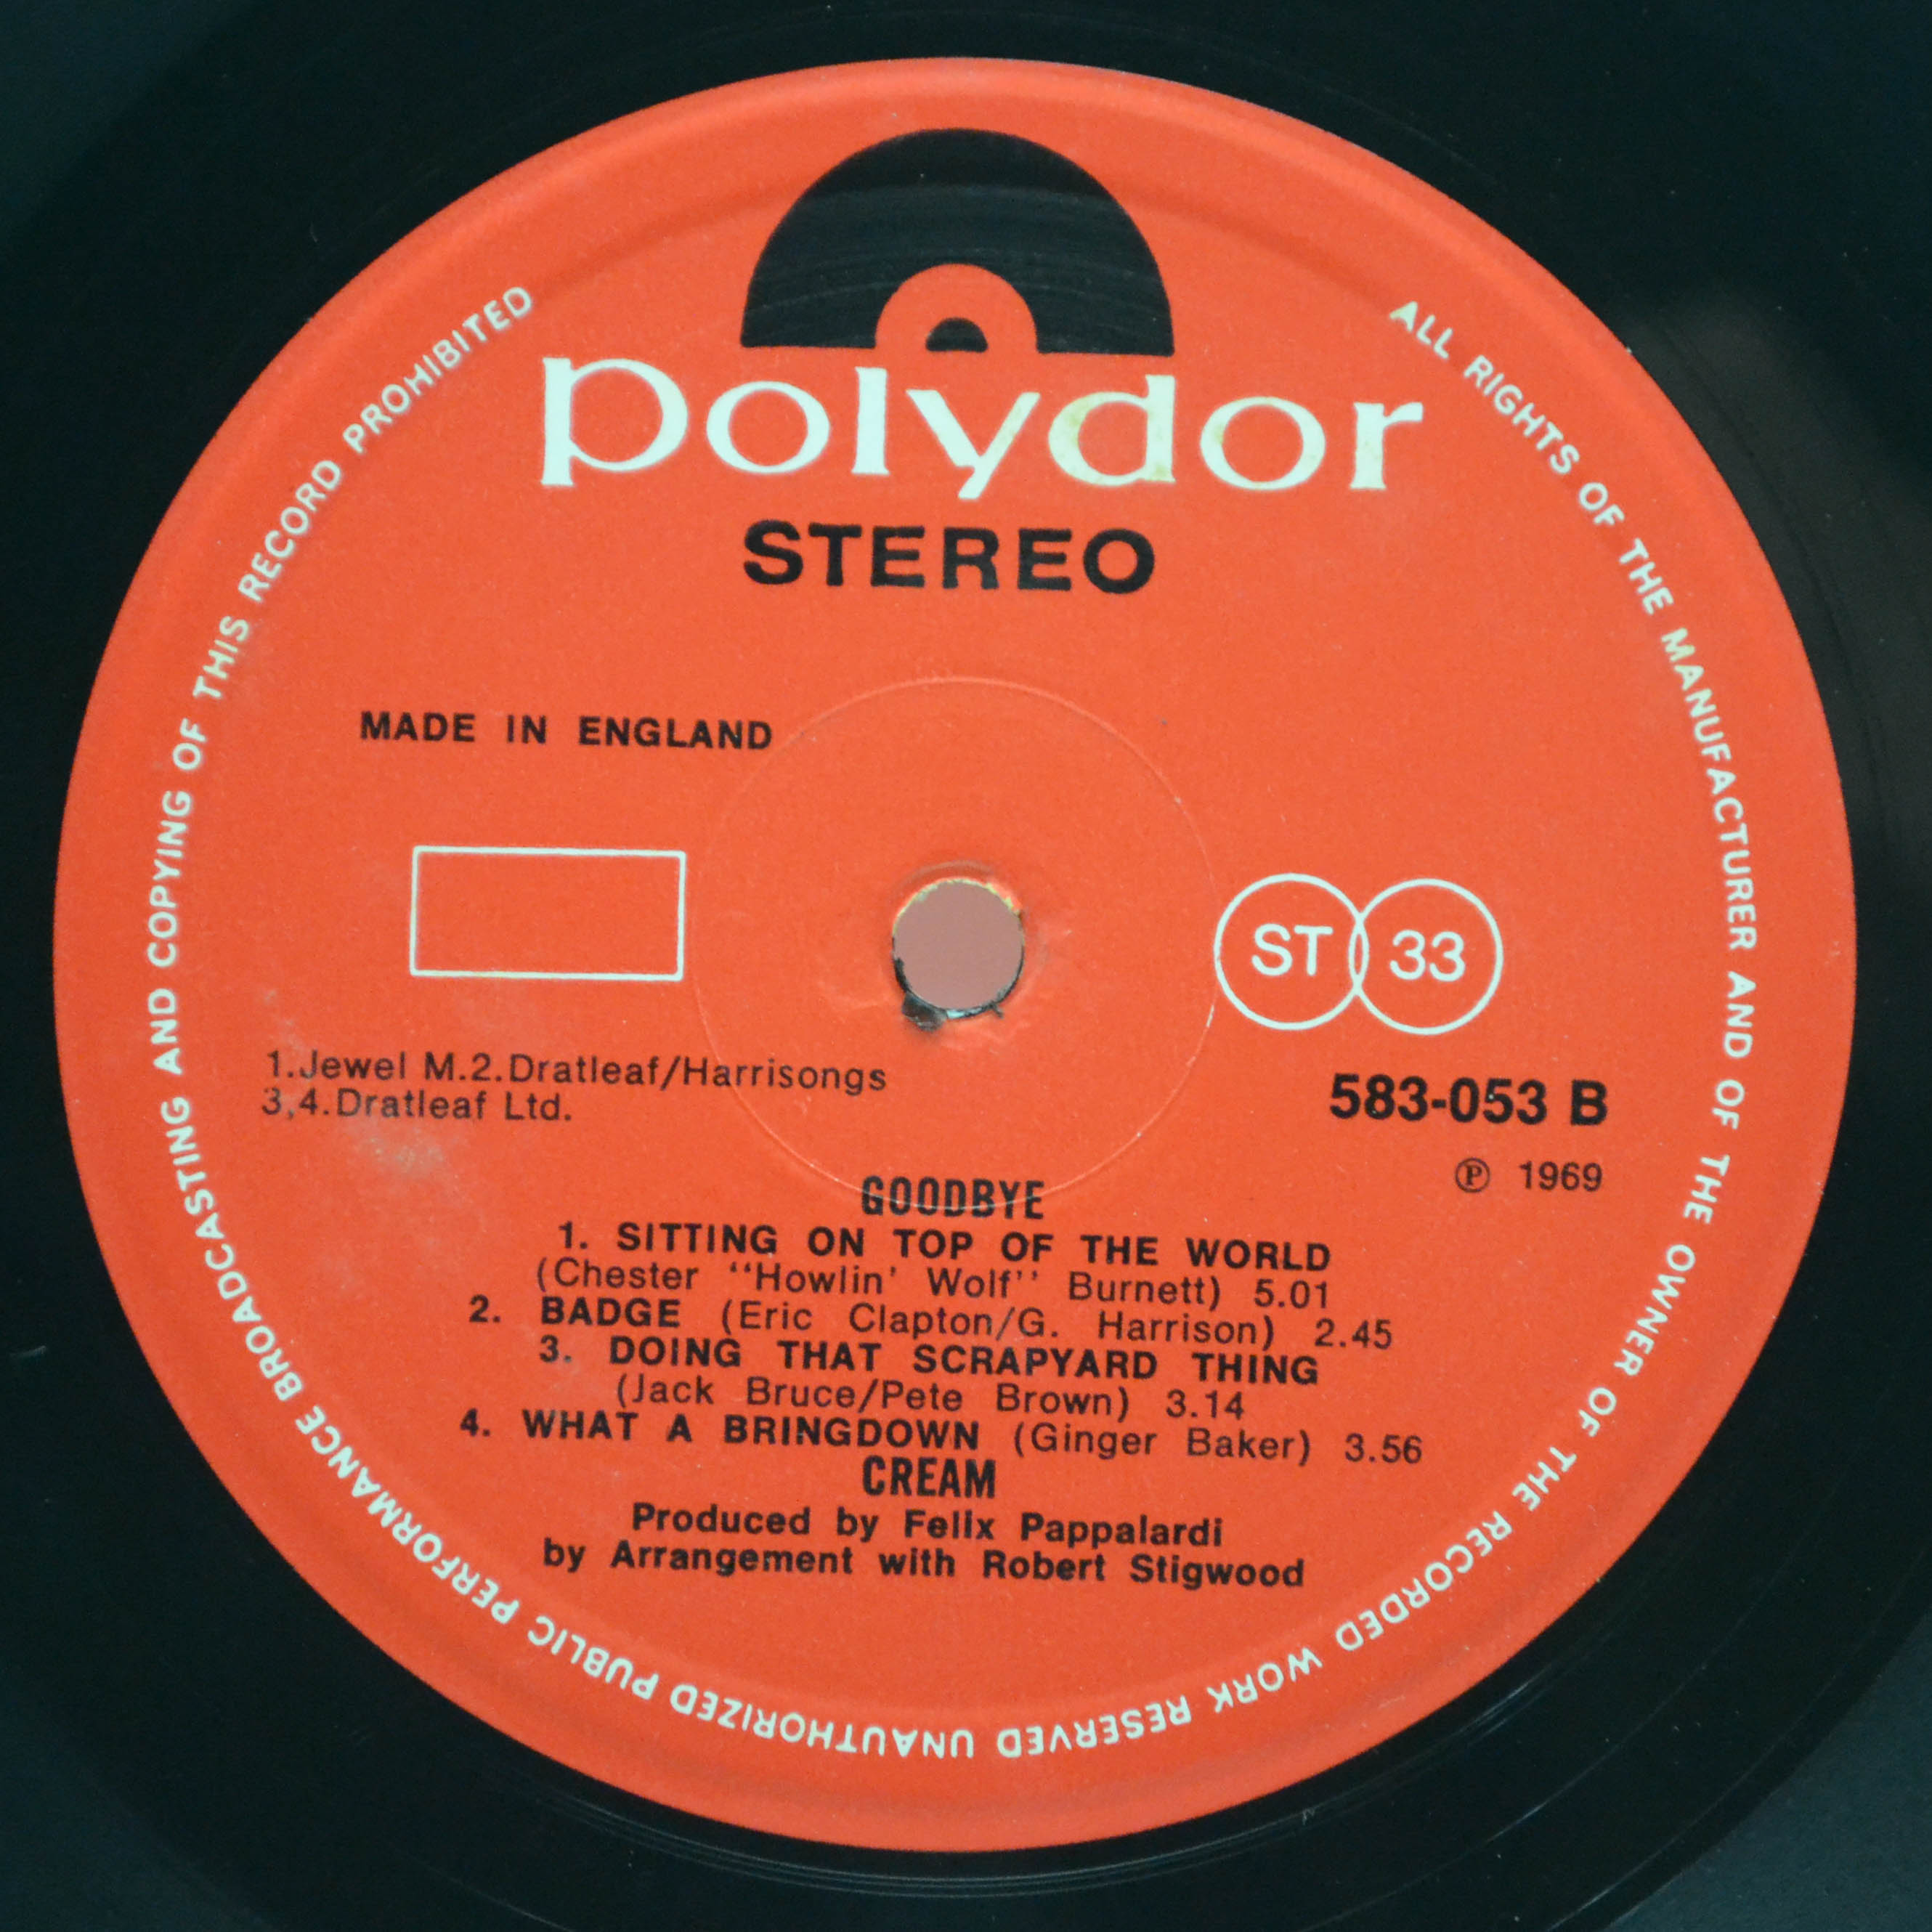 polydor
STEREO
MADE IN ENGLAND
ST 33
1.Jewel M.2.Dratleaf/Harrisongs
3,4.Dratleaf Ltd.
583-053 B
℗ 1969
GOODBYE
1. SITTING ON TOP OF THE WORLD
(Chester "Howlin' Wolf" Burnett) 5.01
2. BADGE (Eric Clapton/G. Harrison) 2.45
3. DOING THAT SCRAPYARD THING
(Jack Bruce/Pete Brown) 3.14
4. WHAT A BRINGDOWN (Ginger Baker) 3.56
CREAM
Produced by Felix Pappalardi
by Arrangement with Robert Stigwood
ALL RIGHTS OF THE MANUFACTURER AND OF THE OWNER OF THE RECORDED WORK RESERVED UNAUTHORIZED PUBLIC PERFORMANCE BROADCASTING AND COPYING OF THIS RECORD PROHIBITED